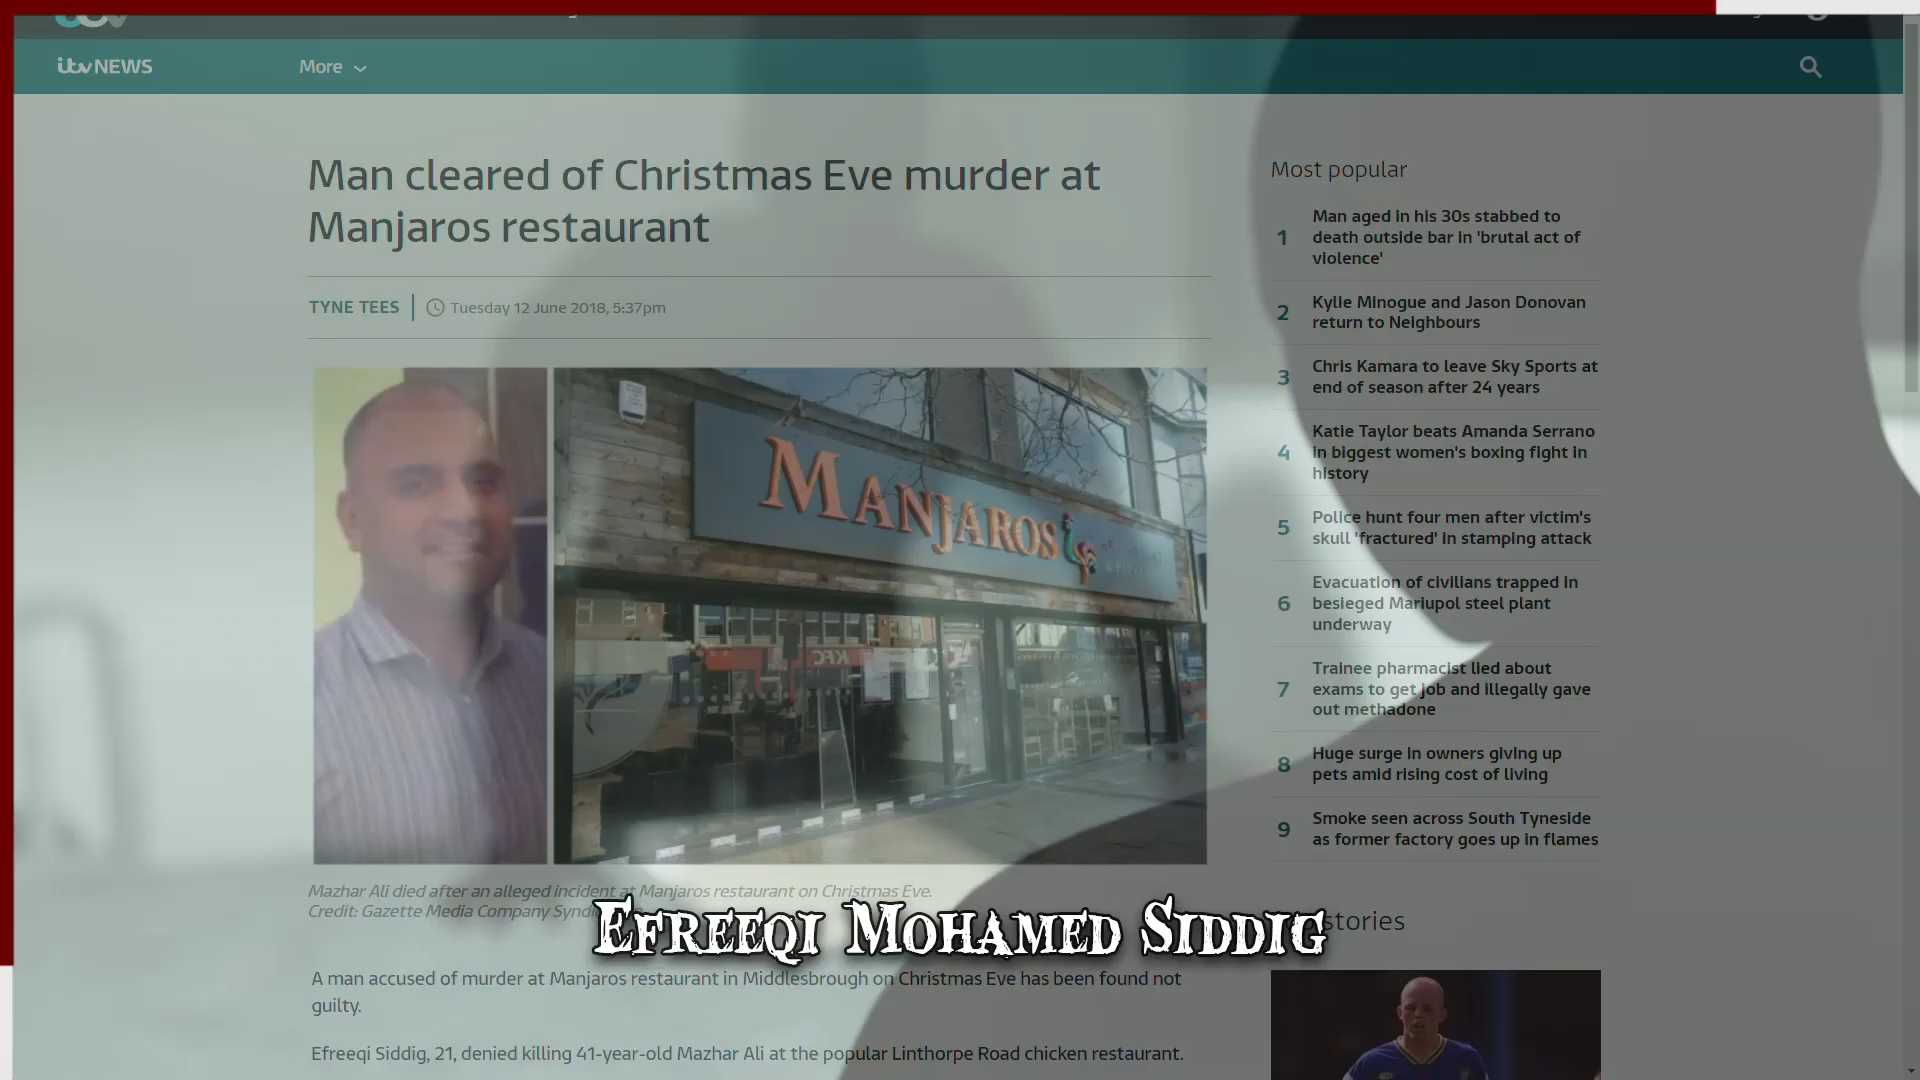 itv NEWS
More
Man cleared of Christmas Eve murder at
Manjaros restaurant
TYNE TEES
Tuesday 12 June 2018, 5:37pm
MANJAROS
KFC
Mazhar Ali died after an alleged incident at Manjaros restaurant on Christmas Eve.
Credit: Gazette Media Company
A man accused of murder at Manjaros restaurant in Middlesbrough on Christmas Eve has been found not
guilty.
Efreeqi Siddig, 21, denied killing 41-year-old Mazhar Ali at the popular Linthorpe Road chicken restaurant.
Most popular
1
Man aged in his 30s stabbed to
death outside bar in 'brutal act of
violence'
2
Kylie Minogue and Jason Donovan
return to Neighbours
3
Chris Kamara to leave Sky Sports at
end of season after 24 years
4
Katie Taylor beats Amanda Serrano
in biggest women's boxing fight in
history
5
Police hunt four men after victim's
skull 'fractured' in stamping attack
6
Evacuation of civilians trapped in
besieged Mariupol steel plant
underway
7
Trainee pharmacist lied about
exams to get job and illegally gave
out methadone
8
Huge surge in owners giving up
pets amid rising cost of living
9
Smoke seen across South Tyneside
as former factory goes up in flames
stories
EFREEQI MOHAMED SIDDIG